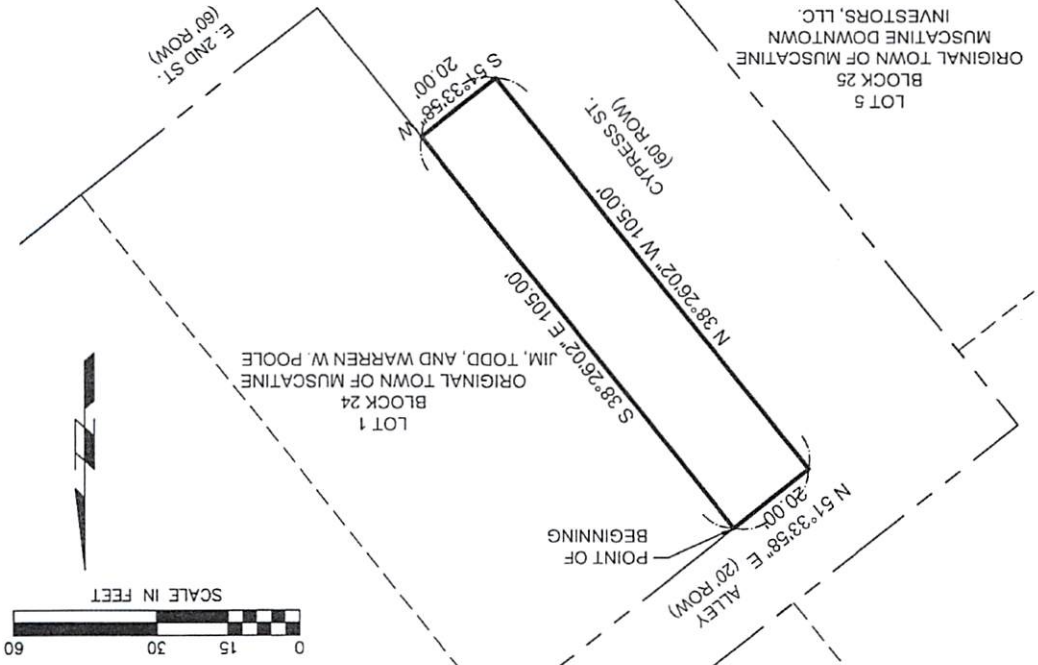 0 15 30 60
SCALE IN FEET
N
ALLEY
(20' ROW)
N 51°33'58" E
20.00'
POINT OF
BEGINNING
LOT 1
BLOCK 24
ORIGINAL TOWN OF MUSCATINE
JIM, TODD, AND WARREN W. POOLE
S 38°26'02" E 105.00'
N 38°26'02" W 105.00'
CYPRESS ST.
(60' ROW)
S 51°33'58" W
20.00'
LOT 5
BLOCK 25
ORIGINAL TOWN OF MUSCATINE
MUSCATINE DOWNTOWN
INVESTORS, LLC.
E. 2ND ST.
(60' ROW)